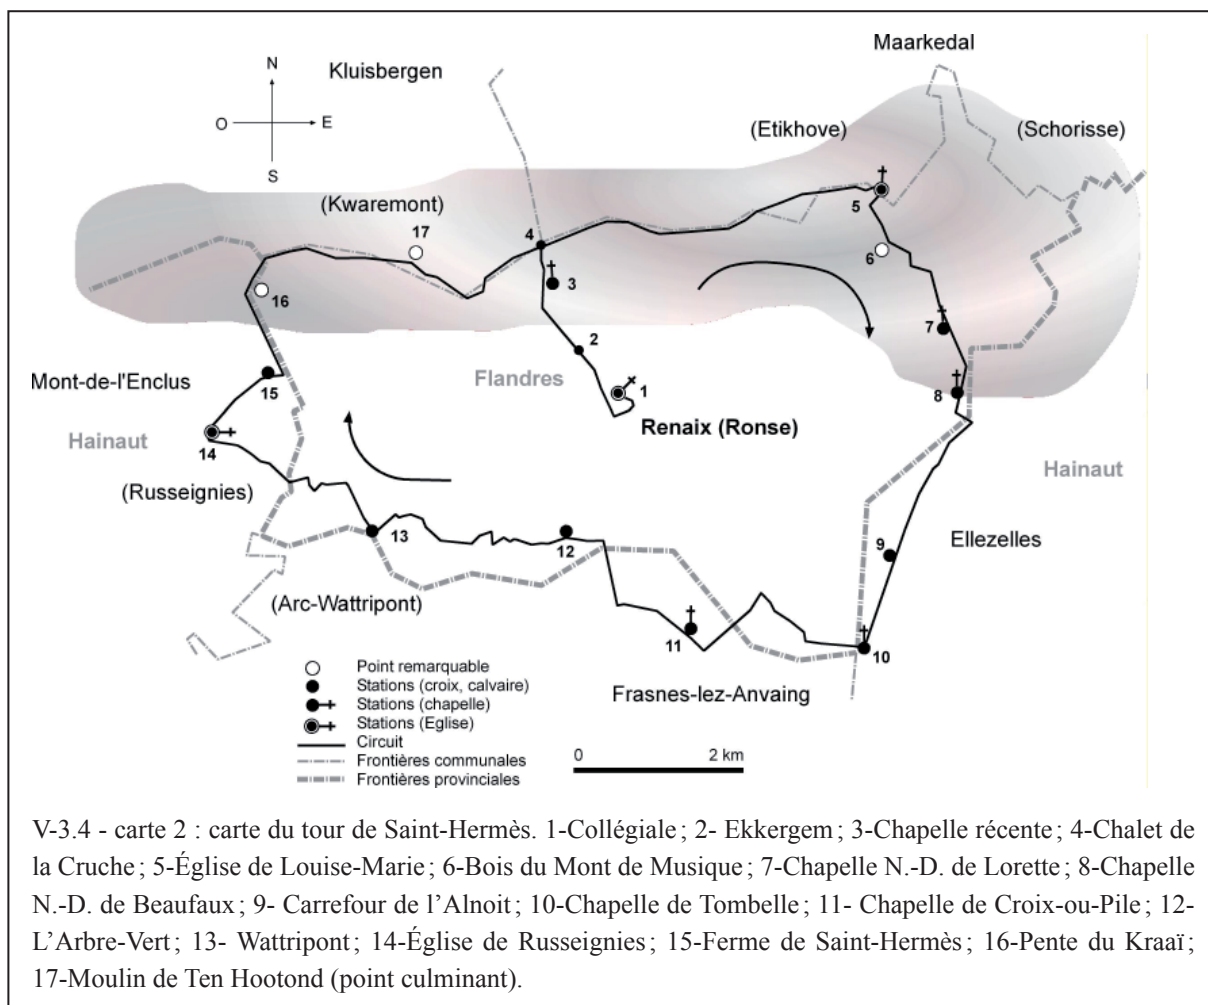 Maarkedal
N
Kluisbergen
O
E
S
(Etikhove)
(Schorisse)
(Kwaremont)
17
4
5
6
3
16
2
7
Flandres
1
8
15
Mont-de-l'Enclus
Renaix (Ronse)
Hainaut
14
Hainaut
(Russeignies)
13
12
9
Ellezelles
(Arc-Wattripont)
11
10
Frasnes-lez-Anvaing
Point remarquable
Stations (croix, calvaire)
Stations (chapelle)
Stations (Eglise)
Circuit
Frontières communales
Frontières provinciales
0 2 km
V-3.4 - carte 2 : carte du tour de Saint-Hermès. 1-Collégiale ; 2- Ekkergem ; 3-Chapelle récente ; 4-Chalet de
la Cruche ; 5-Église de Louise-Marie ; 6-Bois du Mont de Musique ; 7-Chapelle N.-D. de Lorette ; 8-Chapelle
N.-D. de Beaufaux ; 9- Carrefour de l’Alnoit ; 10-Chapelle de Tombelle ; 11- Chapelle de Croix-ou-Pile ; 12-
L’Arbre-Vert ; 13- Wattripont ; 14-Église de Russeignies ; 15-Ferme de Saint-Hermès ; 16-Pente du Kraaï ;
17-Moulin de Ten Hootond (point culminant).